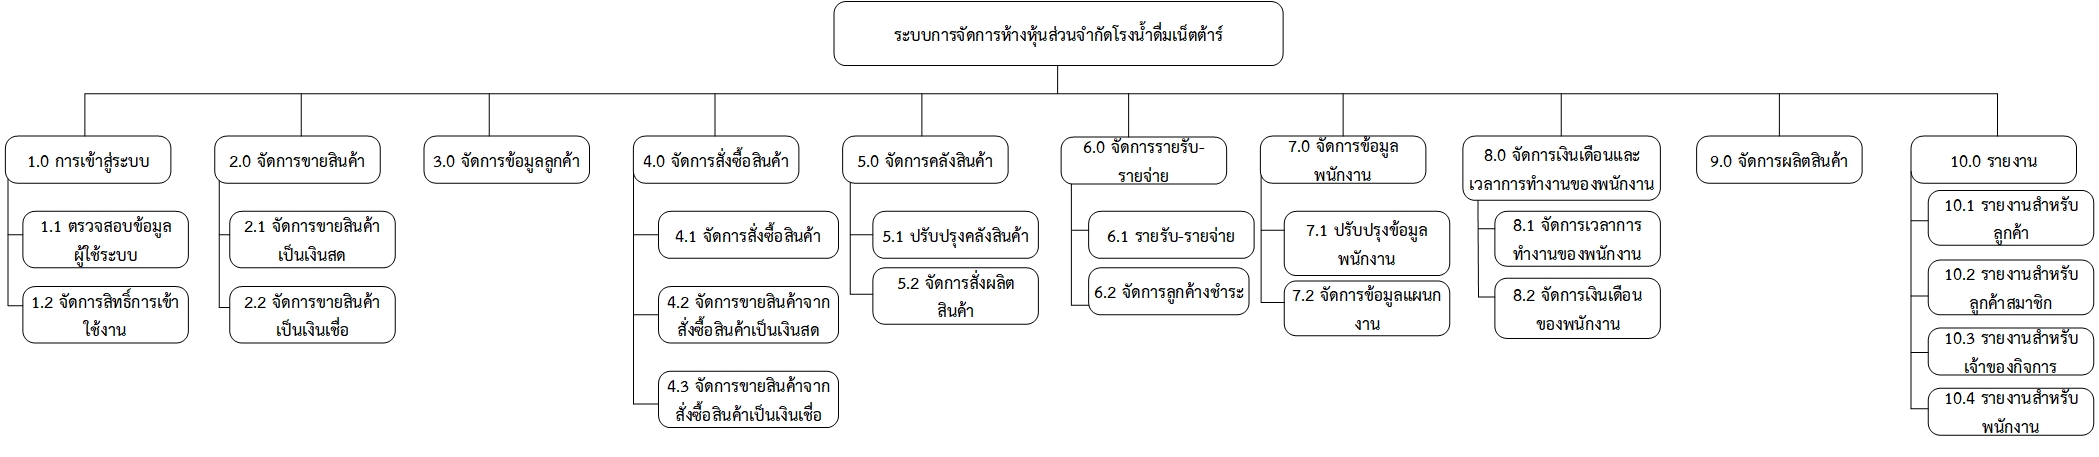 ระบบการจัดการห้างหุ้นส่วนจำกัดโรงน้ำดื่มเน็ตต้าร์
1.0 การเข้าสู่ระบบ
1.1 ตรวจสอบข้อมูล
ผู้ใช้ระบบ
1.2 จัดการสิทธิ์การเข้า
ใช้งาน
2.0 จัดการขายสินค้า
2.1 จัดการขายสินค้า
เป็นเงินสด
2.2 จัดการขายสินค้า
เป็นเงินเชื่อ
3.0 จัดการข้อมูลลูกค้า
4.0 จัดการสั่งซื้อสินค้า
4.1 จัดการสั่งซื้อสินค้า
4.2 จัดการขายสินค้าจาก
สั่งซื้อสินค้าเป็นเงินสด
4.3 จัดการขายสินค้าจาก
สั่งซื้อสินค้าเป็นเงินเชื่อ
5.0 จัดการคลังสินค้า
5.1 ปรับปรุงคลังสินค้า
5.2 จัดการสั่งผลิต
สินค้า
6.0 จัดการรายรับ-
รายจ่าย
6.1 รายรับ-รายจ่าย
6.2 จัดการลูกค้างชำระ
7.0 จัดการข้อมูล
พนักงาน
7.1 ปรับปรุงข้อมูล
พนักงาน
7.2 จัดการข้อมูลแผนก
งาน
8.0 จัดการเงินเดือนและ
เวลาการทำงานของพนักงาน
8.1 จัดการเวลาการ
ทำงานของพนักงาน
8.2 จัดการเงินเดือน
ของพนักงาน
9.0 จัดการผลิตสินค้า
10.0 รายงาน
10.1 รายงานสำหรับ
ลูกค้า
10.2 รายงานสำหรับ
ลูกค้าสมาชิก
10.3 รายงานสำหรับ
เจ้าของกิจการ
10.4 รายงานสำหรับ
พนักงาน